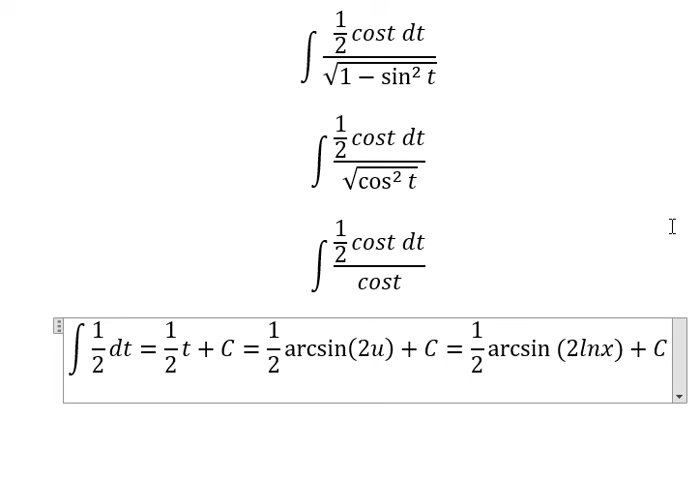 ∫ (1/2 cost dt) / √(1 − sin² t)
∫ (1/2 cost dt) / √(cos² t)
∫ (1/2 cost dt) / cost
∫ 1/2 dt = 1/2 t + C = 1/2 arcsin(2u) + C = 1/2 arcsin (2lnx) + C